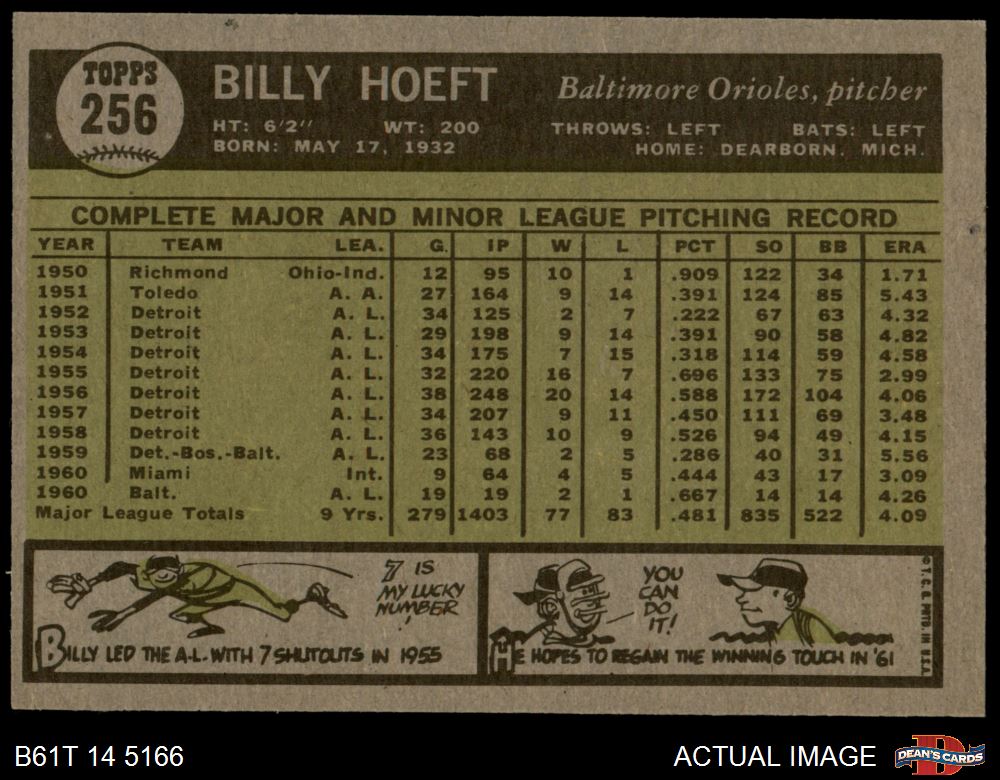 TOPPS
256
BILLY HOEFT
Baltimore Orioles, pitcher
HT: 6'2" WT: 200 THROWS: LEFT BATS: LEFT
BORN: MAY 17, 1932 HOME: DEARBORN, MICH.
COMPLETE MAJOR AND MINOR LEAGUE PITCHING RECORD
YEAR TEAM LEA. G. IP W L PCT SO BB ERA
1950 Richmond Ohio-Ind. 12 95 10 1 .909 122 34 1.71
1951 Toledo A. A. 27 164 9 14 .391 124 85 5.43
1952 Detroit A. L. 34 125 2 7 .222 67 63 4.32
1953 Detroit A. L. 29 198 9 14 .391 90 58 4.82
1954 Detroit A. L. 34 175 7 15 .318 114 59 4.58
1955 Detroit A. L. 32 220 16 7 .696 133 75 2.99
1956 Detroit A. L. 38 248 20 14 .588 172 104 4.06
1957 Detroit A. L. 34 207 9 11 .450 111 69 3.48
1958 Detroit A. L. 36 143 10 9 .526 94 49 4.15
1959 Det.-Bos.-Balt. A. L. 23 68 2 5 .286 40 31 5.56
1960 Miami Int. 9 64 4 5 .444 43 17 3.09
1960 Balt. A. L. 19 19 2 1 .667 14 14 4.26
Major League Totals 9 Yrs. 279 1403 77 83 .481 835 522 4.09
7 IS
MY LUCKY
NUMBER
!
BILLY LED THE A.L. WITH 7 SHUTOUTS IN 1955
YOU
CAN
DO
IT!
HE HOPES TO REGAIN THE WINNING TOUCH IN '61
© T. C. G. PRTD IN U.S.A.
B61T 14 5166
ACTUAL IMAGE
DEAN'S CARDS